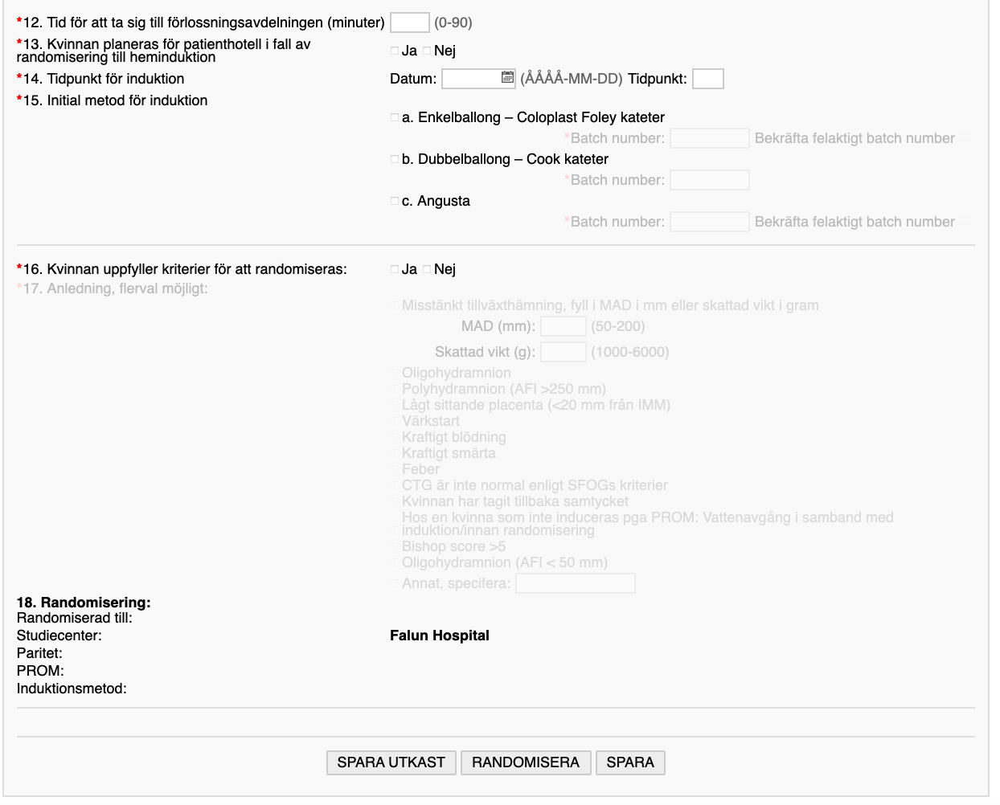 *12. Tid för att ta sig till förlossningsavdelningen (minuter) (0-90)
*13. Kvinnan planeras för patienthotell i fall av
randomisering till heminduktion
Ja Nej
*14. Tidpunkt för induktion Datum: (ÅÅÅÅ-MM-DD) Tidpunkt:
*15. Initial metod för induktion
a. Enkelballong – Coloplast Foley kateter
*Batch number: Bekräfta felaktigt batch number
b. Dubbelballong – Cook kateter
*Batch number:
c. Angusta
*Batch number: Bekräfta felaktigt batch number
*16. Kvinnan uppfyller kriterier för att randomiseras: Ja Nej
*17. Anledning, flerval möjligt:
Misstänkt tillväxthämning, fyll i MAD i mm eller skattad vikt i gram
MAD (mm): (50-200)
Skattad vikt (g): (1000-6000)
Oligohydramnion
Polyhydramnion (AFI >250 mm)
Lågt sittande placenta (<20 mm från IMM)
Värkstart
Kraftigt blödning
Kraftigt smärta
Feber
CTG är inte normal enligt SFOGs kriterier
Kvinnan har tagit tillbaka samtycket
Hos en kvinna som inte induceras pga PROM: Vattenavgång i samband med
induktion/innan randomisering
Bishop score >5
Oligohydramnion (AFI < 50 mm)
Annat, specifera:
18. Randomisering:
Randomiserad till:
Studiecenter: Falun Hospital
Paritet:
PROM:
Induktionsmetod:
SPARA UTKAST RANDOMISERA SPARA